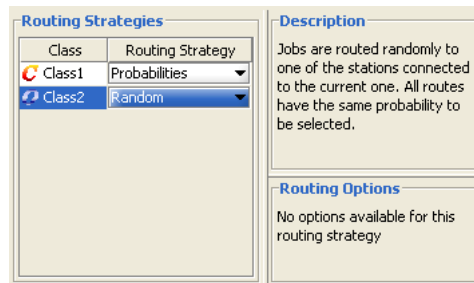 Routing Strategies
Class Routing Strategy
Class1 Probabilities
Class2 Random
Description
Jobs are routed randomly to
one of the stations connected
to the current one. All routes
have the same probability to
be selected.
Routing Options
No options available for this
routing strategy